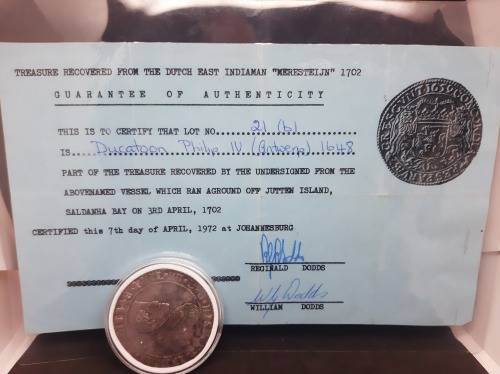 TREASURE RECOVERED FROM THE DUTCH EAST INDIAMAN "MERESTEIJN" 1702
GUARANTEE OF AUTHENTICITY
THIS IS TO CERTIFY THAT LOT NO. 21 (b)
IS Ducatoon Philip IV (Antwerp) 1648
PART OF THE TREASURE RECOVERED BY THE UNDERSIGNED FROM THE
ABOVENAMED VESSEL WHICH RAN AGROUND OFF JUTTEN ISLAND,
SALDANHA BAY ON 3RD APRIL, 1702
CERTIFIED this 7th day of APRIL, 1972 at JOHANNESBURG
REGINALD DODDS
WILLIAM DODDS